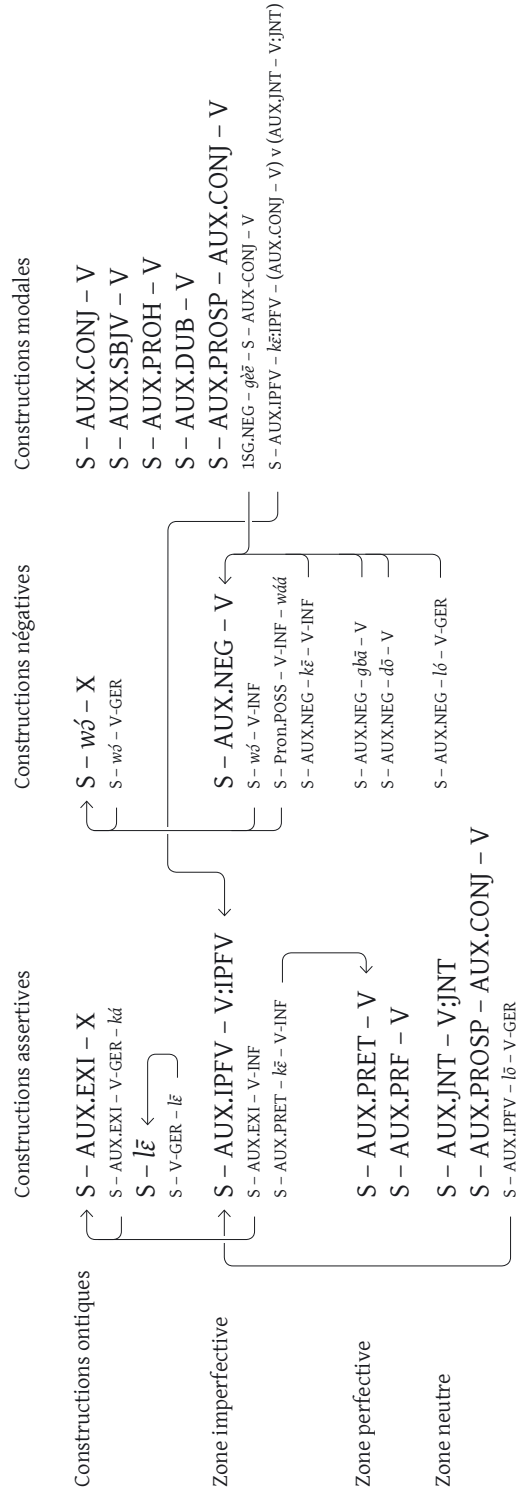 Constructions assertives
Constructions négatives
Constructions modales
Constructions ontiques
S – AUX.EXI – X
S – AUX.EXI – V-GER – ká
S – lɛ̄
S – V-GER – lɛ̄
S – wɔ́ – X
S – wɔ́ – V-GER
S – AUX.CONJ – V
S – AUX.SBJV – V
S – AUX.PROH – V
S – AUX.DUB – V
S – AUX.PROSP – AUX.CONJ – V
1SG.NEG – gèē – S – AUX-CONJ – V
S – AUX.IPFV – kɛ̄:IPFV – (AUX.CONJ – V) v (AUX.JNT – V:JNT)
Zone imperfective
S – AUX.IPFV – V:IPFV
S – AUX.EXI – V-INF
S – AUX.PRET – kɛ̄ – V-INF
S – AUX.NEG – V
S – wɔ́ – V-INF
S – Pron.POSS – V-INF – wáá
S – AUX.NEG – kɛ̄ – V-INF
Zone perfective
S – AUX.PRET – V
S – AUX.PRF – V
S – AUX.NEG – gbā – V
S – AUX.NEG – dō – V
Zone neutre
S – AUX.JNT – V:JNT
S – AUX.PROSP – AUX.CONJ – V
S – AUX.IPFV – lō – V-GER
S – AUX.NEG – ló – V-GER